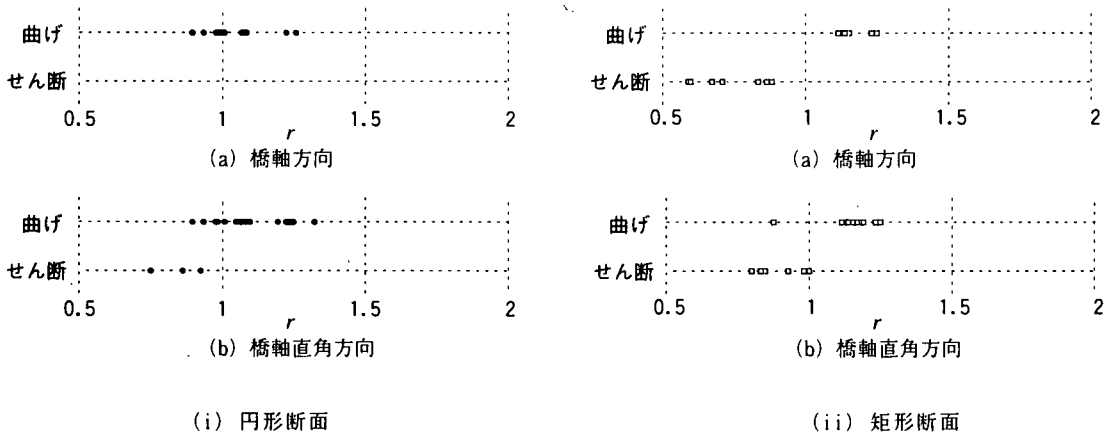 曲げ
せん断
0.5 1 1.5 2
r
(a) 橋軸方向
曲げ
せん断
0.5 1 1.5 2
r
(b) 橋軸直角方向
(i) 円形断面
曲げ
せん断
0.5 1 1.5 2
r
(a) 橋軸方向
曲げ
せん断
0.5 1 1.5 2
r
(b) 橋軸直角方向
(ii) 矩形断面